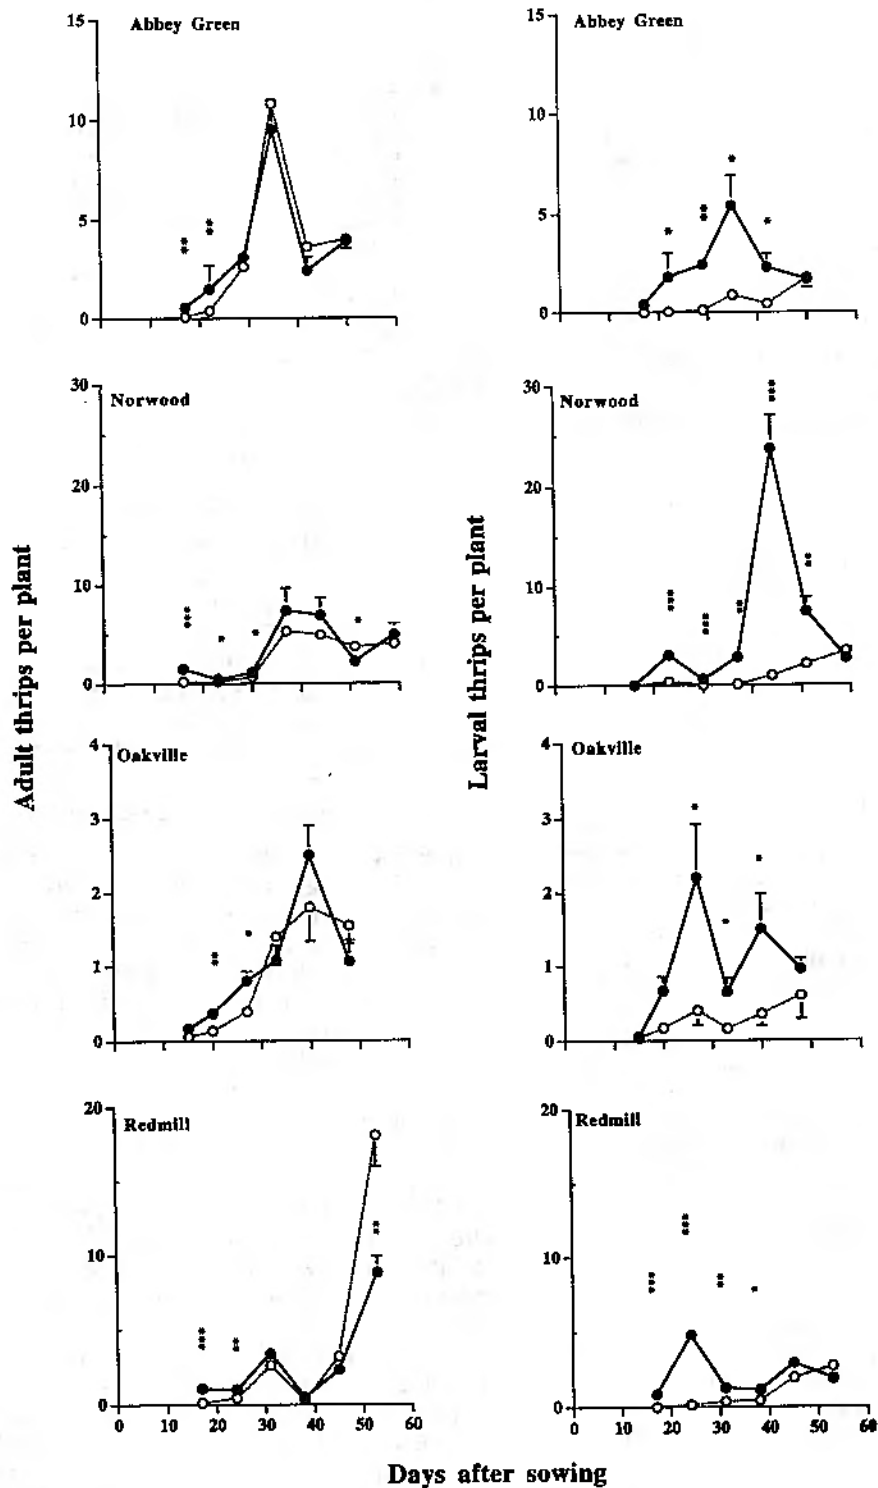 Abbey Green
15
10
5
0
Abbey Green
15
10
5
0
Norwood
30
20
10
0
Norwood
30
20
10
0
Adult thrips per plant
Larval thrips per plant
Oakville
4
3
2
1
0
Oakville
4
3
2
1
0
Redmill
20
10
0
0 10 20 30 40 50 60
Redmill
20
10
0
0 10 20 30 40 50 60
Days after sowing